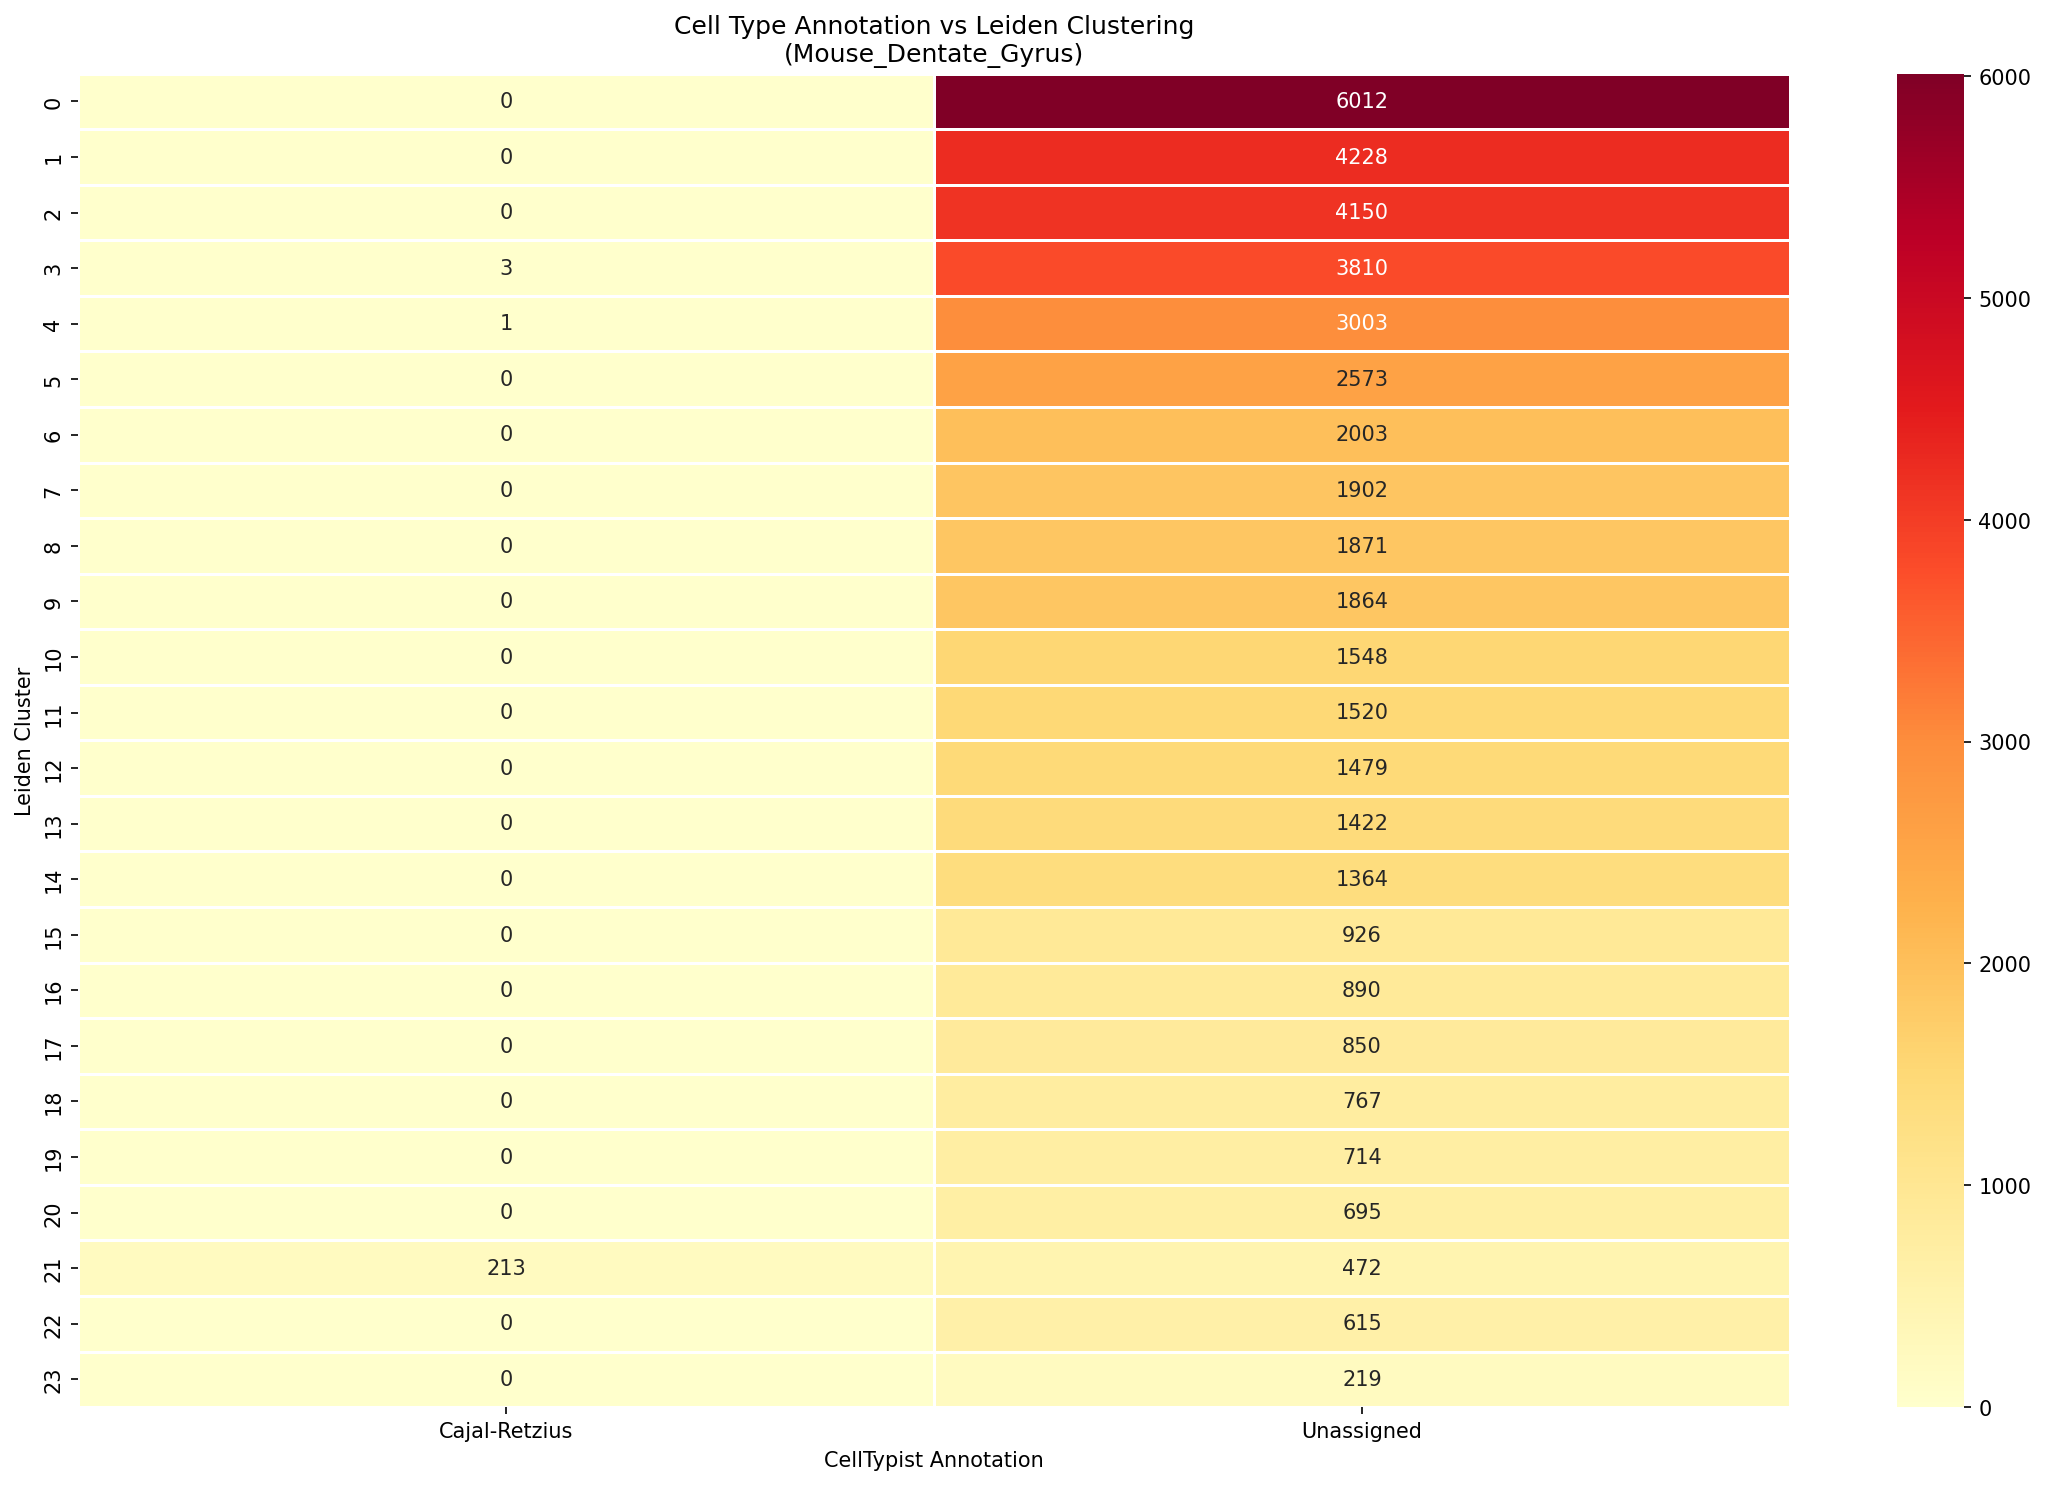 Cell Type Annotation vs Leiden Clustering
(Mouse_Dentate_Gyrus)
0 0 6012
1 0 4228
2 0 4150
3 3 3810
4 1 3003
5 0 2573
6 0 2003
7 0 1902
8 0 1871
9 0 1864
10 0 1548
11 0 1520
12 0 1479
13 0 1422
14 0 1364
15 0 926
16 0 890
17 0 850
18 0 767
19 0 714
20 0 695
21 213 472
22 0 615
23 0 219
Leiden Cluster
Cajal-Retzius Unassigned
CellTypist Annotation
6000
5000
4000
3000
2000
1000
0